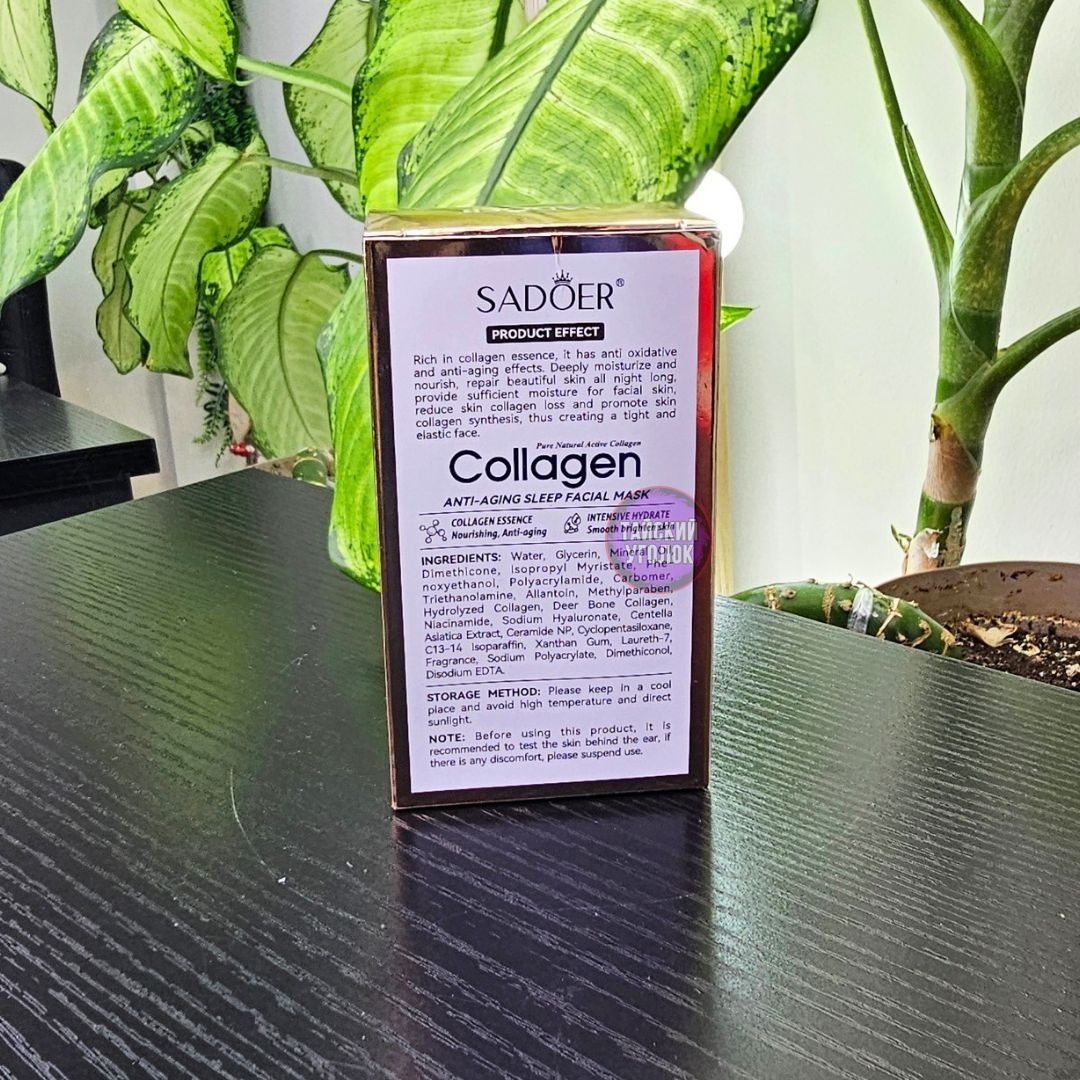 SADOER®
PRODUCT EFFECT
Rich in collagen essence, it has anti oxidative
and anti-aging effects. Deeply moisturize and
nourish, repair beautiful skin all night long,
provide sufficient moisture for facial skin,
reduce skin collagen loss and promote skin
collagen synthesis, thus creating a tight and
elastic face.
Pure Natural Active Collagen
Collagen
ANTI-AGING SLEEP FACIAL MASK
COLLAGEN ESSENCE
Nourishing, Anti-aging
INTENSIVE HYDRATE
Smooth brighten skin
ТАЙСКИЙ
УГОЛОК
INGREDIENTS: Water, Glycerin, Mineral Oil,
Dimethicone, Isopropyl Myristate, Phe-
noxyethanol, Polyacrylamide, Carbomer,
Triethanolamine, Allantoin, Methylparaben,
Hydrolyzed Collagen, Deer Bone Collagen,
Niacinamide, Sodium Hyaluronate, Centella
Asiatica Extract, Ceramide NP, Cyclopentasiloxane,
C13-14 Isoparaffin, Xanthan Gum, Laureth-7,
Fragrance, Sodium Polyacrylate, Dimethiconol,
Disodium EDTA.
STORAGE METHOD: Please keep in a cool
place and avoid high temperature and direct
sunlight.
NOTE: Before using this product, it is
recommended to test the skin behind the ear, if
there is any discomfort, please suspend use.